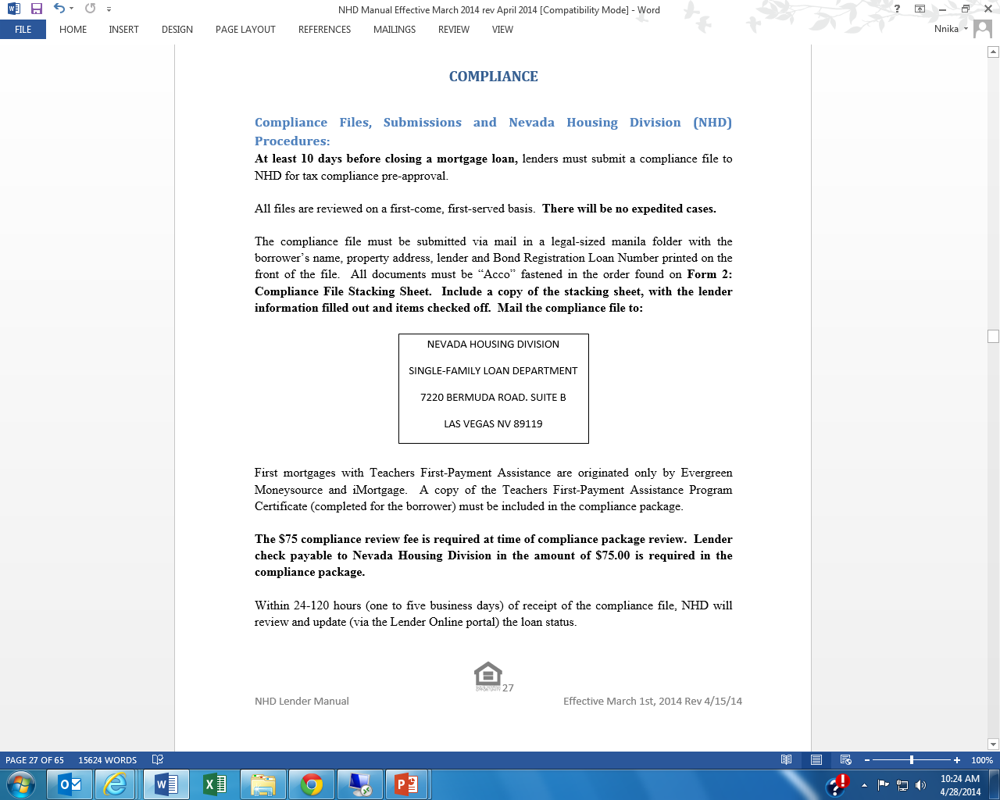 NHD Manual Effective March 2014 rev April 2014 [Compatibility Mode] - Word
FILE HOME INSERT DESIGN PAGE LAYOUT REFERENCES MAILINGS REVIEW VIEW
Nnika
COMPLIANCE
Compliance Files, Submissions and Nevada Housing Division (NHD)
Procedures:
At least 10 days before closing a mortgage loan, lenders must submit a compliance file to
NHD for tax compliance pre-approval.
All files are reviewed on a first-come, first-served basis. There will be no expedited cases.
The compliance file must be submitted via mail in a legal-sized manila folder with the
borrower’s name, property address, lender and Bond Registration Loan Number printed on the
front of the file. All documents must be “Acco” fastened in the order found on Form 2:
Compliance File Stacking Sheet. Include a copy of the stacking sheet, with the lender
information filled out and items checked off. Mail the compliance file to:
NEVADA HOUSING DIVISION
SINGLE-FAMILY LOAN DEPARTMENT
7220 BERMUDA ROAD. SUITE B
LAS VEGAS NV 89119
First mortgages with Teachers First-Payment Assistance are originated only by Evergreen
Moneysource and iMortgage. A copy of the Teachers First-Payment Assistance Program
Certificate (completed for the borrower) must be included in the compliance package.
The $75 compliance review fee is required at time of compliance package review. Lender
check payable to Nevada Housing Division in the amount of $75.00 is required in the
compliance package.
Within 24-120 hours (one to five business days) of receipt of the compliance file, NHD will
review and update (via the Lender Online portal) the loan status.
27
NHD Lender Manual Effective March 1st, 2014 Rev 4/15/14
PAGE 27 OF 65 15624 WORDS 100%
10:24 AM
4/28/2014